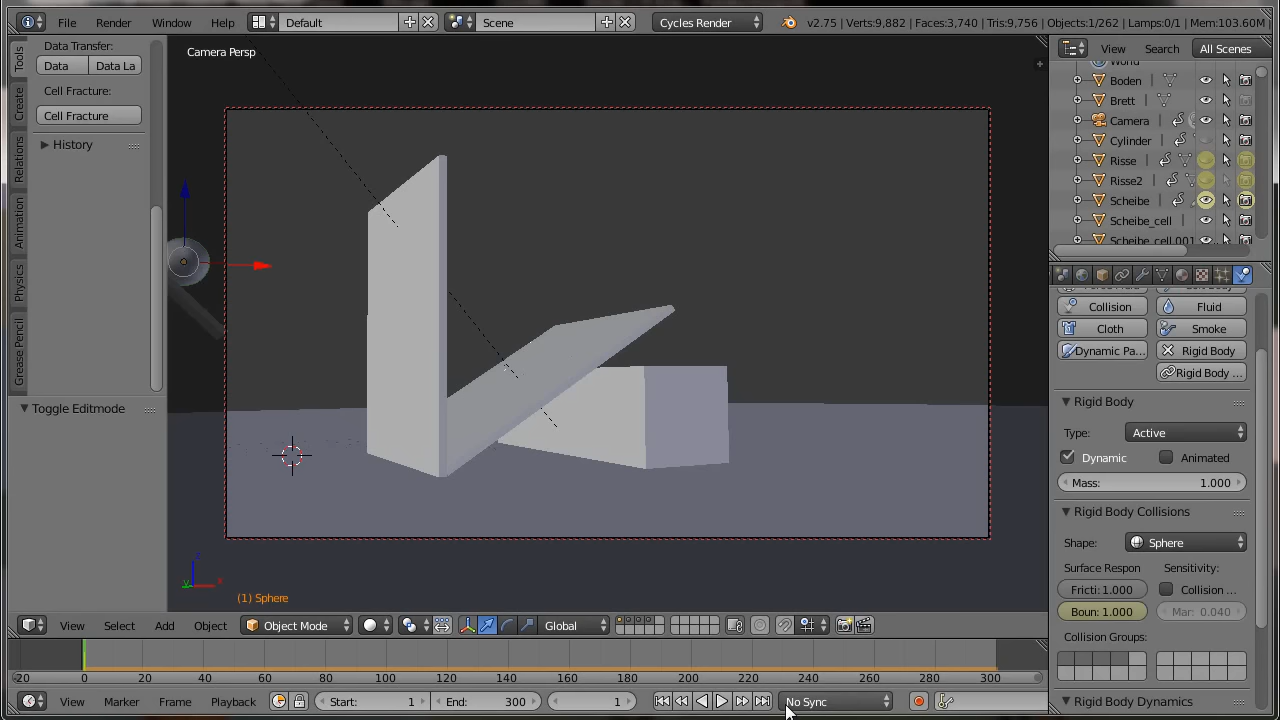 File Render Window Help Default Scene Cycles Render v2.75 | Verts:9,882 | Faces:3,740 | Tris:9,756 | Objects:1/262 | Lamps:0/1 | Mem:103.60M
Tools
Create
Relations
Animation
Physics
Grease Pencil
Data Transfer:
Data Data La
Cell Fracture:
Cell Fracture
History
Toggle Editmode
Camera Persp
z
y x
(1) Sphere
View Search All Scenes
World
Boden
Brett
Camera
Cylinder
Risse
Risse2
Scheibe
Scheibe_cell
Scheibe_cell.001
Collision Fluid
Cloth Smoke
Dynamic Pa... Rigid Body
Rigid Body ...
Rigid Body
Type: Active
Dynamic Animated
Mass: 1.000
Rigid Body Collisions
Shape: Sphere
Surface Respon Sensitivity:
Fricti: 1.000 Collision ...
Boun: 1.000 Mar: 0.040
Collision Groups:
Rigid Body Dynamics
View Select Add Object Object Mode Global
-20 0 20 40 60 80 100 120 140 160 180 200 220 240 260 280 300
View Marker Frame Playback Start: 1 End: 300 1 No Sync